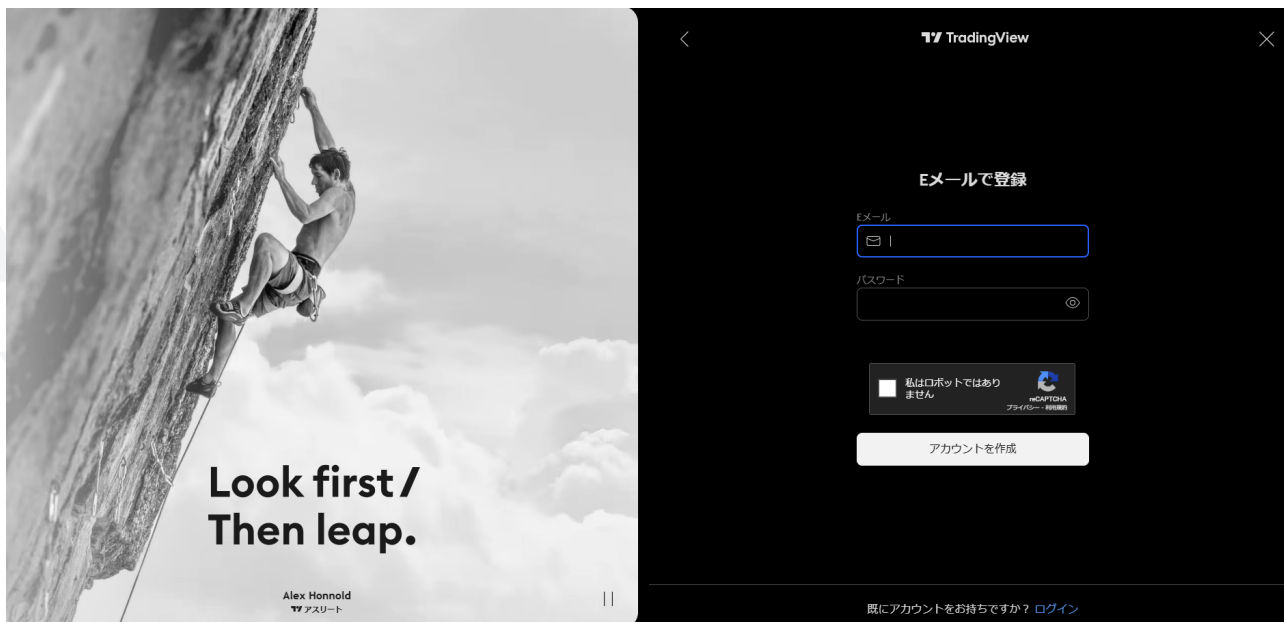 Look first/
Then leap.
Alex Honnold
TV アスリート
TV TradingView
Eメールで登録
Eメール
パスワード
私はロボットではあり
ません
reCAPTCHA
プライバシー - 利用規約
アカウントを作成
既にアカウントをお持ちですか？ ログイン